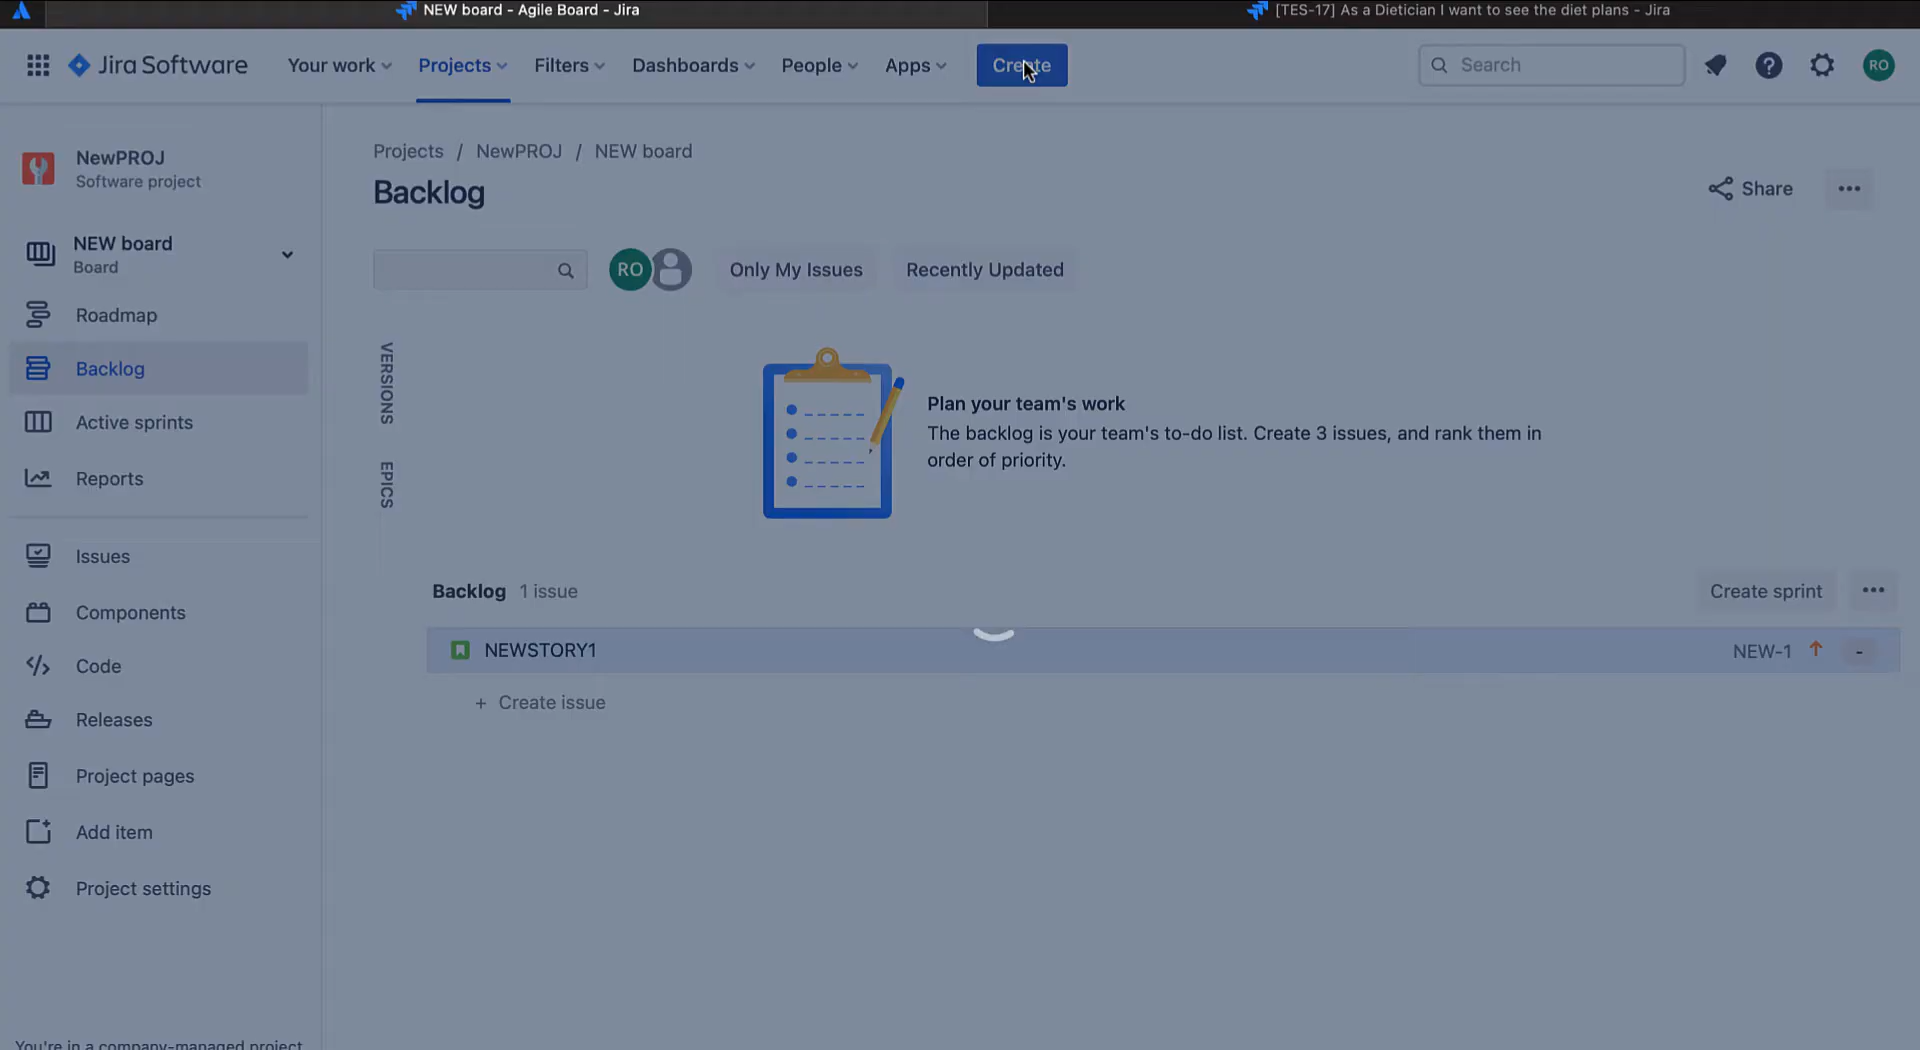 NEW board - Agile Board - Jira
[TES-17] As a Dietician I want to see the diet plans - Jira
Jira Software
Your work
Projects
Filters
Dashboards
People
Apps
Create
Search
RO
NewPROJ
Software project
NEW board
Board
Roadmap
Backlog
Active sprints
Reports
Issues
Components
Code
Releases
Project pages
Add item
Project settings
You're in a company-managed project
Projects / NewPROJ / NEW board
Backlog
Share
RO
Only My Issues
Recently Updated
VERSIONS
EPICS
Plan your team's work
The backlog is your team's to-do list. Create 3 issues, and rank them in
order of priority.
Backlog 1 issue
Create sprint
NEWSTORY1
NEW-1
-
+ Create issue